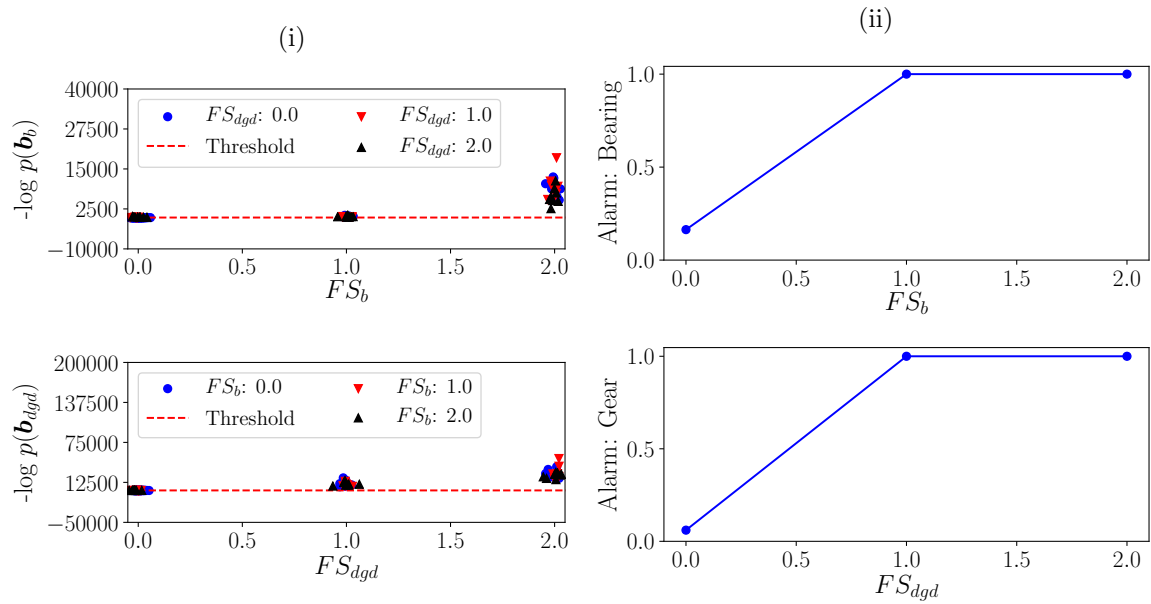 (i)
(ii)
40000
27500
15000
2500
−10000
-log p(b_b)
FS_dgd: 0.0
FS_dgd: 1.0
Threshold
FS_dgd: 2.0
0.0 0.5 1.0 1.5 2.0
FS_b
1.0
0.5
0.0
Alarm: Bearing
0.0 0.5 1.0 1.5 2.0
FS_b
200000
137500
75000
12500
−50000
-log p(b_dgd)
FS_b: 0.0
FS_b: 1.0
Threshold
FS_b: 2.0
0.0 0.5 1.0 1.5 2.0
FS_dgd
1.0
0.5
0.0
Alarm: Gear
0.0 0.5 1.0 1.5 2.0
FS_dgd